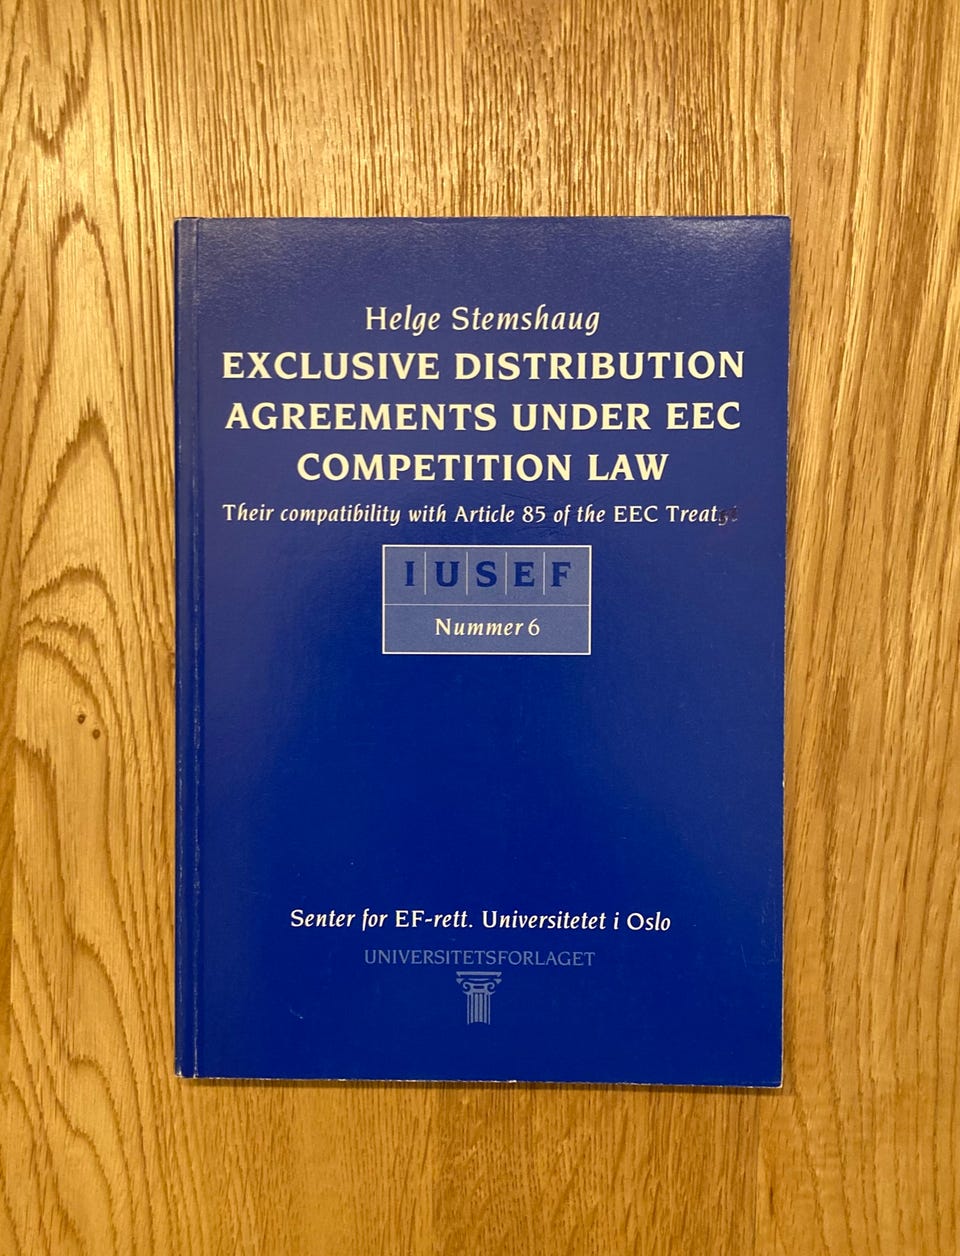 Helge Stemshaug
EXCLUSIVE DISTRIBUTION
AGREEMENTS UNDER EEC
COMPETITION LAW
Their compatibility with Article 85 of the EEC Treaty
IUSEF
Nummer 6
Senter for EF-rett. Universitetet i Oslo
UNIVERSITETSFORLAGET